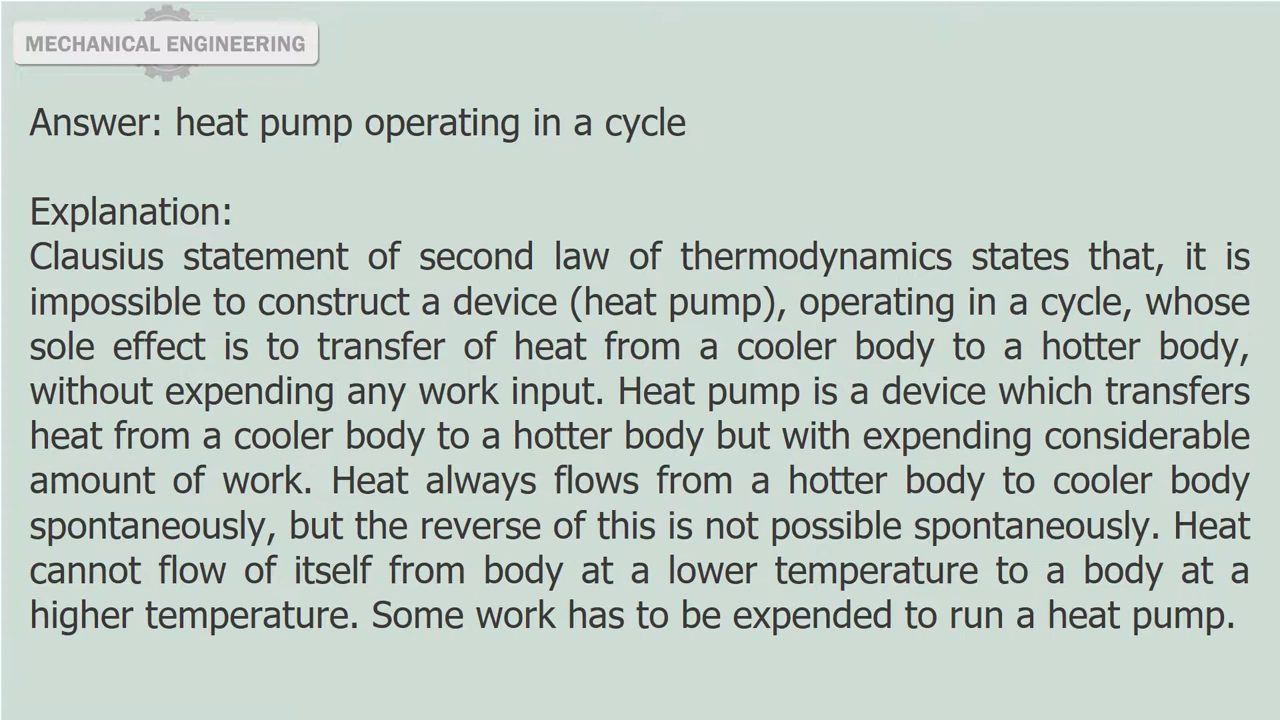 MECHANICAL ENGINEERING
Answer: heat pump operating in a cycle
Explanation:
Clausius statement of second law of thermodynamics states that, it is
impossible to construct a device (heat pump), operating in a cycle, whose
sole effect is to transfer of heat from a cooler body to a hotter body,
without expending any work input. Heat pump is a device which transfers
heat from a cooler body to a hotter body but with expending considerable
amount of work. Heat always flows from a hotter body to cooler body
spontaneously, but the reverse of this is not possible spontaneously. Heat
cannot flow of itself from body at a lower temperature to a body at a
higher temperature. Some work has to be expended to run a heat pump.